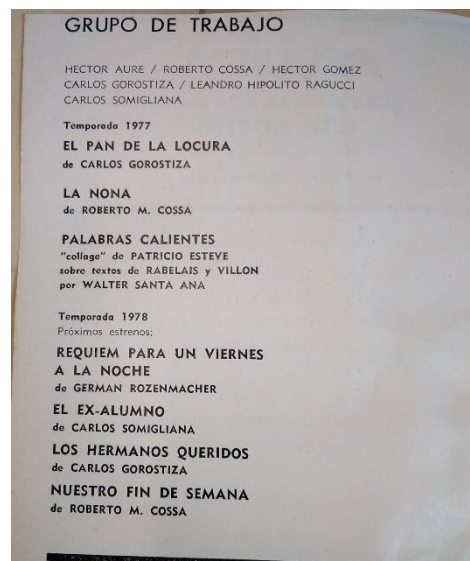 GRUPO DE TRABAJO
HECTOR AURE / ROBERTO COSSA / HECTOR GOMEZ
CARLOS GOROSTIZA / LEANDRO HIPOLITO RAGUCCI
CARLOS SOMIGLIANA
Temporada 1977
EL PAN DE LA LOCURA
de CARLOS GOROSTIZA
LA NONA
de ROBERTO M. COSSA
PALABRAS CALIENTES
"collage" de PATRICIO ESTEVE
sobre textos de RABELAIS y VILLON
por WALTER SANTA ANA
Temporada 1978
Próximos estrenos:
REQUIEM PARA UN VIERNES
A LA NOCHE
de GERMAN ROZENMACHER
EL EX-ALUMNO
de CARLOS SOMIGLIANA
LOS HERMANOS QUERIDOS
de CARLOS GOROSTIZA
NUESTRO FIN DE SEMANA
de ROBERTO M. COSSA